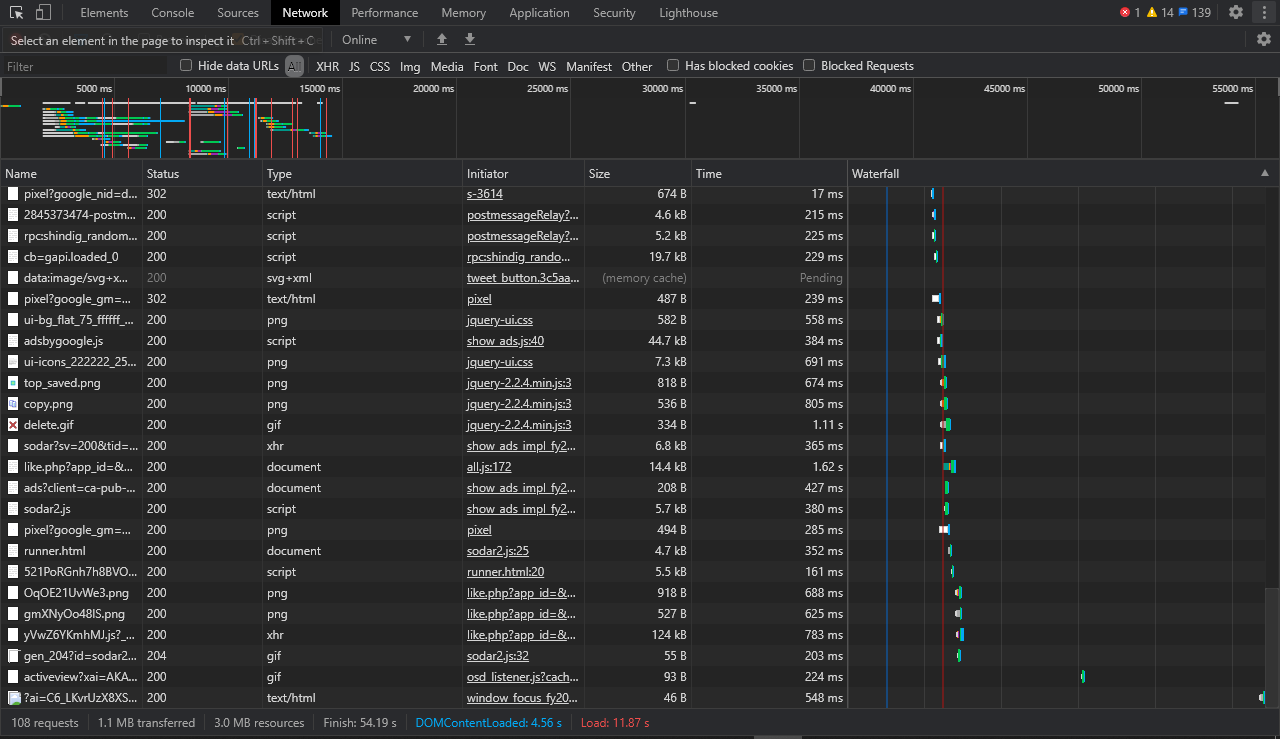 Elements Console Sources Network Performance Memory Application Security Lighthouse 1 14 139
Select an element in the page to inspect it Ctrl+Shift+C Online
Filter Hide data URLs All XHR JS CSS Img Media Font Doc WS Manifest Other Has blocked cookies Blocked Requests
5000 ms 10000 ms 15000 ms 20000 ms 25000 ms 30000 ms 35000 ms 40000 ms 45000 ms 50000 ms 55000 ms
Name Status Type Initiator Size Time Waterfall
pixel?google_nid=d... 302 text/html s-3614 674 B 17 ms
2845373474-postm... 200 script postmessageRelay?... 4.6 kB 215 ms
rpc:shindig_random... 200 script postmessageRelay?... 5.2 kB 225 ms
cb=gapi.loaded_0 200 script rpc:shindig_rando... 19.7 kB 229 ms
data:image/svg+x... 200 svg+xml tweet_button.3c5aa... (memory cache) Pending
pixel?google_gm=... 302 text/html pixel 487 B 239 ms
ui-bg_flat_75_ffffff_... 200 png jquery-ui.css 582 B 558 ms
adsbygoogle.js 200 script show_ads.js:40 44.7 kB 384 ms
ui-icons_222222_25... 200 png jquery-ui.css 7.3 kB 691 ms
top_saved.png 200 png jquery-2.2.4.min.js:3 818 B 674 ms
copy.png 200 png jquery-2.2.4.min.js:3 536 B 805 ms
delete.gif 200 gif jquery-2.2.4.min.js:3 334 B 1.11 s
sodar?sv=200&tid=... 200 xhr show_ads_impl_fy2... 6.8 kB 365 ms
like.php?app_id=&... 200 document all.js:172 14.4 kB 1.62 s
ads?client=ca-pub-... 200 document show_ads_impl_fy2... 208 B 427 ms
sodar2.js 200 script show_ads_impl_fy2... 5.7 kB 380 ms
pixel?google_gm=... 200 png pixel 494 B 285 ms
runner.html 200 document sodar2.js:25 4.7 kB 352 ms
521PoRGnh7h8BVO... 200 script runner.html:20 5.5 kB 161 ms
OqOE21UvWe3.png 200 png like.php?app_id=&... 918 B 688 ms
gmXNyOo48IS.png 200 png like.php?app_id=&... 527 B 625 ms
yVwZ6YKmhMJ.js?_... 200 xhr like.php?app_id=&... 124 kB 783 ms
gen_204?id=sodar2... 204 gif sodar2.js:32 55 B 203 ms
activeview?xai=AKA... 200 gif osd_listener.js?cach... 93 B 224 ms
?ai=C6_LKvrUzX8XS... 200 text/html window_focus_fy20... 46 B 548 ms
108 requests 1.1 MB transferred 3.0 MB resources Finish: 54.19 s DOMContentLoaded: 4.56 s Load: 11.87 s